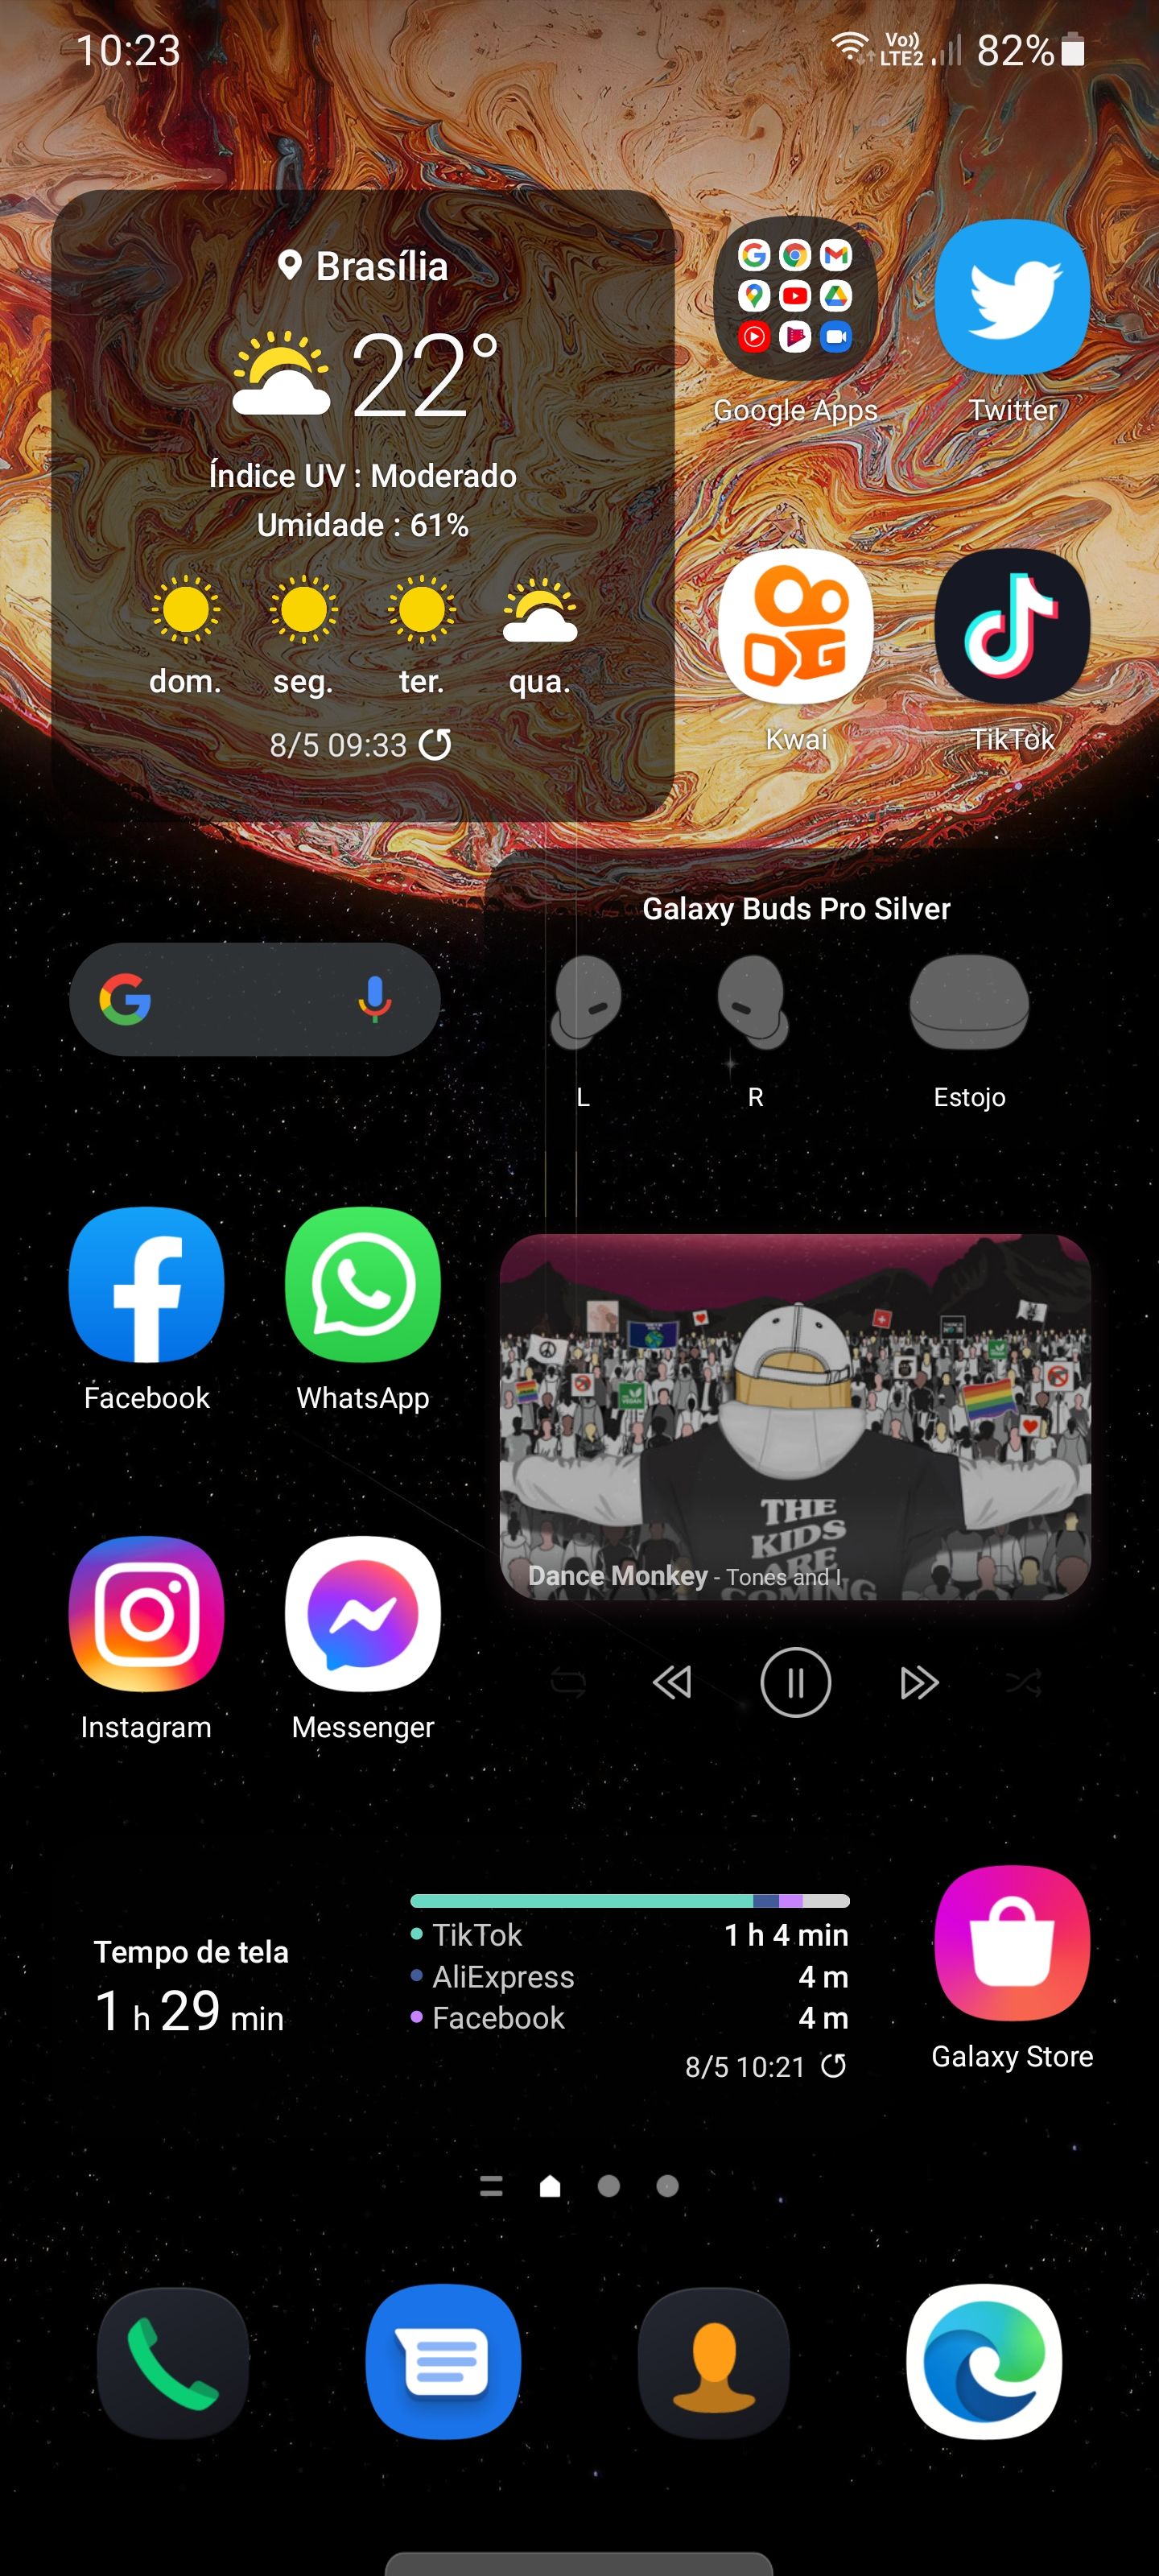 10:23
Vo)) LTE2 82%
Brasília
22°
Índice UV : Moderado
Umidade : 61%
dom. seg. ter. qua.
8/5 09:33
Google Apps Twitter
Kwai TikTok
Galaxy Buds Pro Silver
L R Estojo
Facebook WhatsApp
THE
KIDS
ARE
COMING
Dance Monkey - Tones and I
Instagram Messenger
Tempo de tela
1 h 29 min
TikTok 1 h 4 min
AliExpress 4 m
Facebook 4 m
8/5 10:21
Galaxy Store